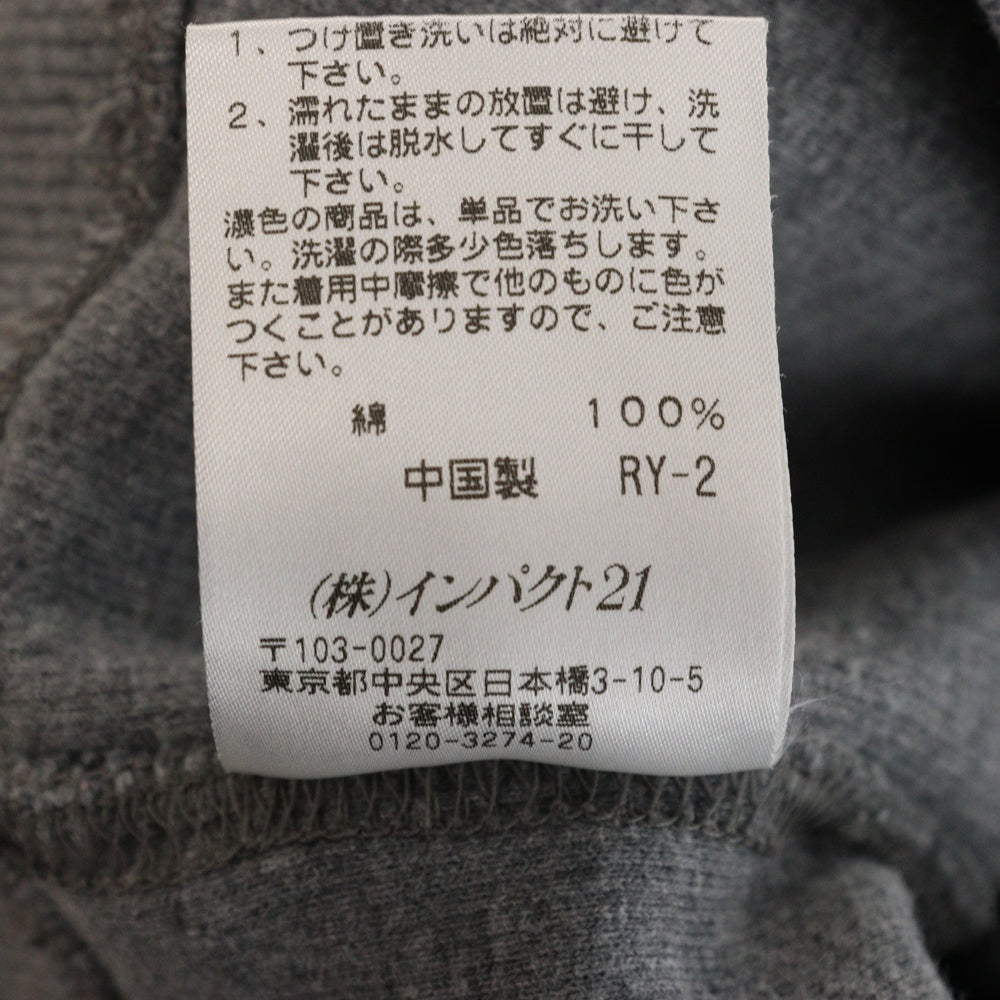 1、つけ置き洗いは絶対に避けて
下さい。
2、濡れたままの放置は避け、洗
濯後は脱水してすぐに干して
下さい。
濃色の商品は、単品でお洗い下さ
い。洗濯の際多少色落ちします。
また着用中摩擦で他のものに色が
つくことがありますので、ご注意
下さい。
綿 100%
中国製 RY-2
(株)インパクト21
〒103-0027
東京都中央区日本橋3-10-5
お客様相談室
0120-3274-20